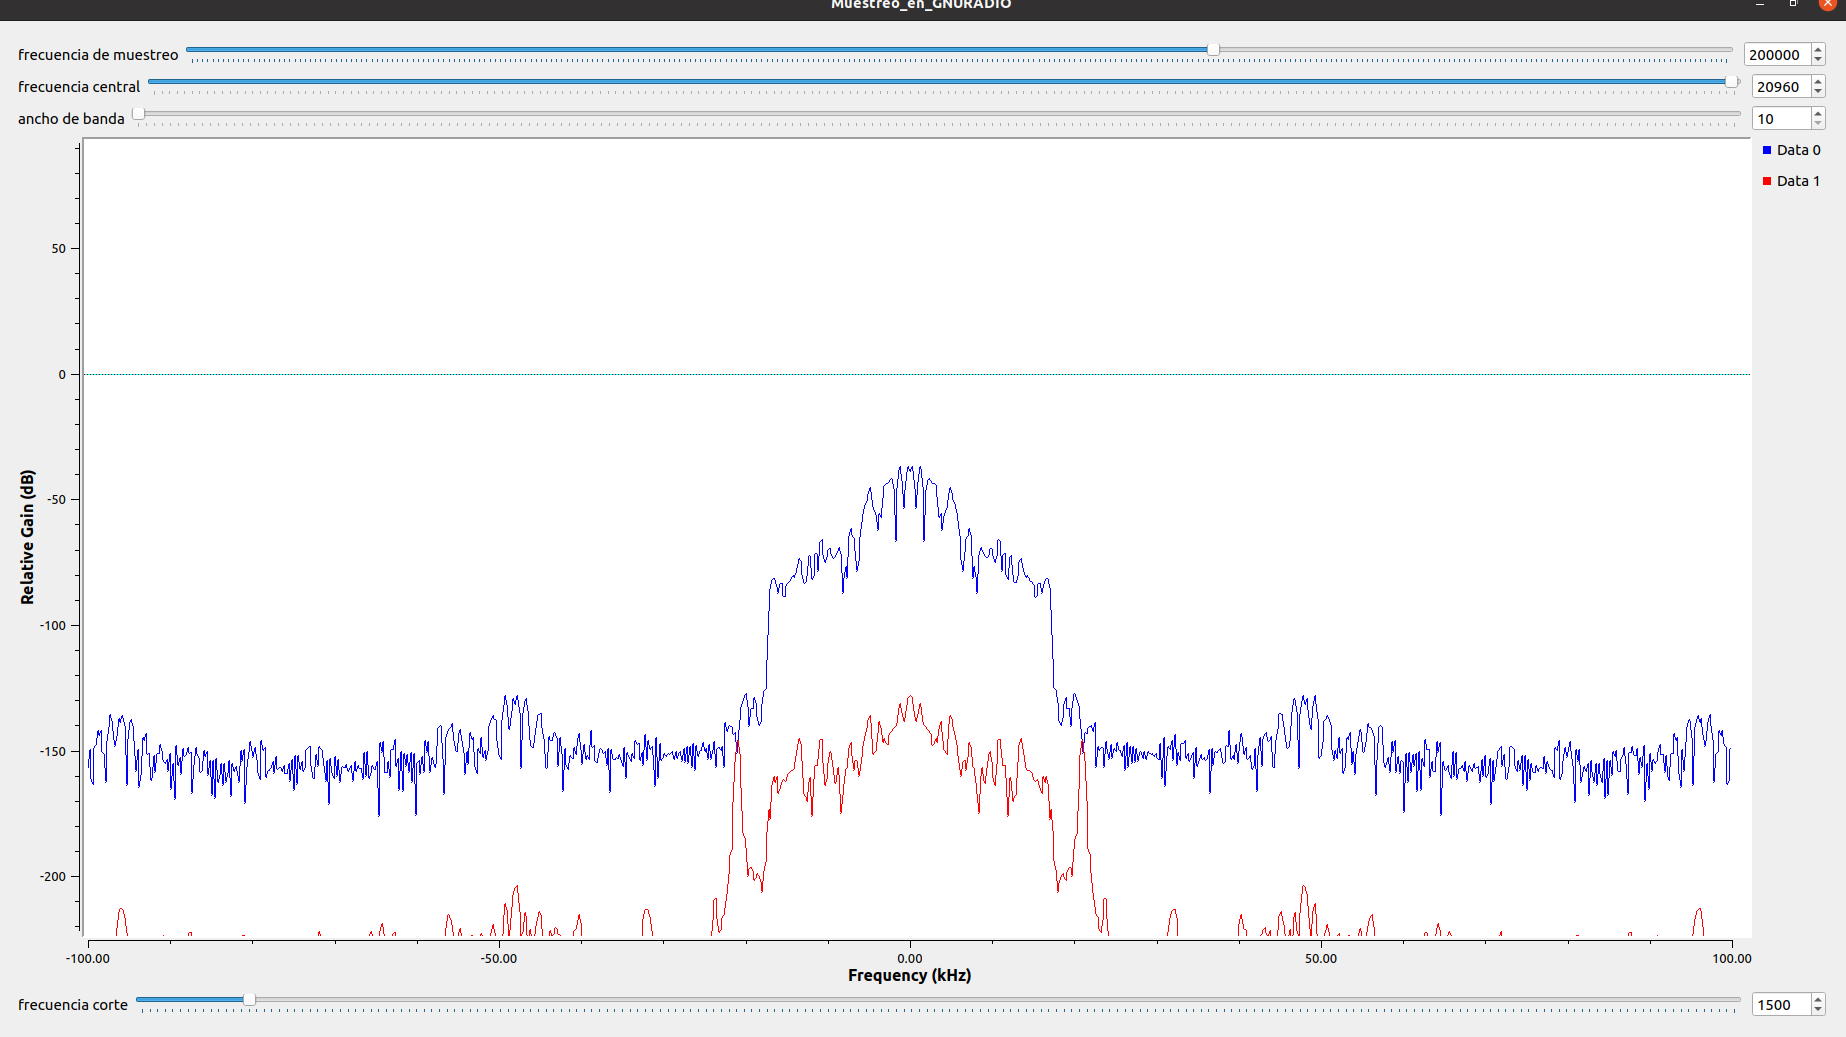 Muestreo_en_GNURADIO
frecuencia de muestreo 200000
frecuencia central 20960
ancho de banda 10
Data 0
Data 1
50
0
-50
-100
-150
-200
Relative Gain (dB)
-100.00 -50.00 0.00 50.00 100.00
Frequency (kHz)
frecuencia corte 1500